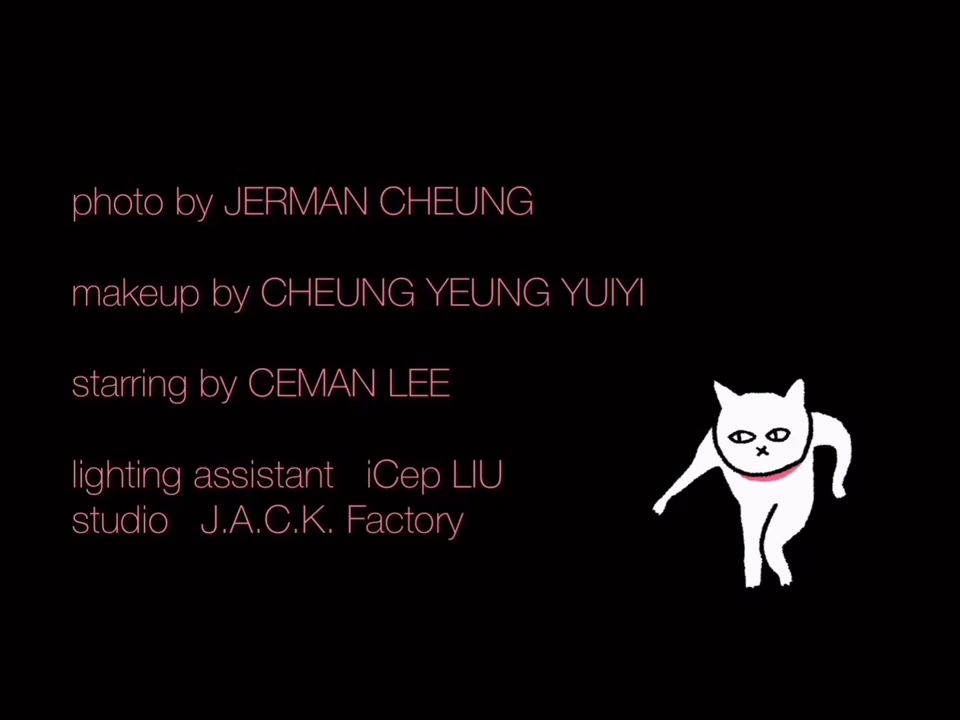 photo by JERMAN CHEUNG
makeup by CHEUNG YEUNG YUIYI
starring by CEMAN LEE
lighting assistant iCep LIU
studio J.A.C.K. Factory